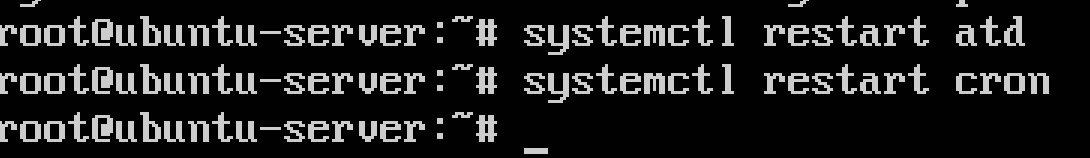 root@ubuntu-server:~# systemctl restart atd
root@ubuntu-server:~# systemctl restart cron
root@ubuntu-server:~# _